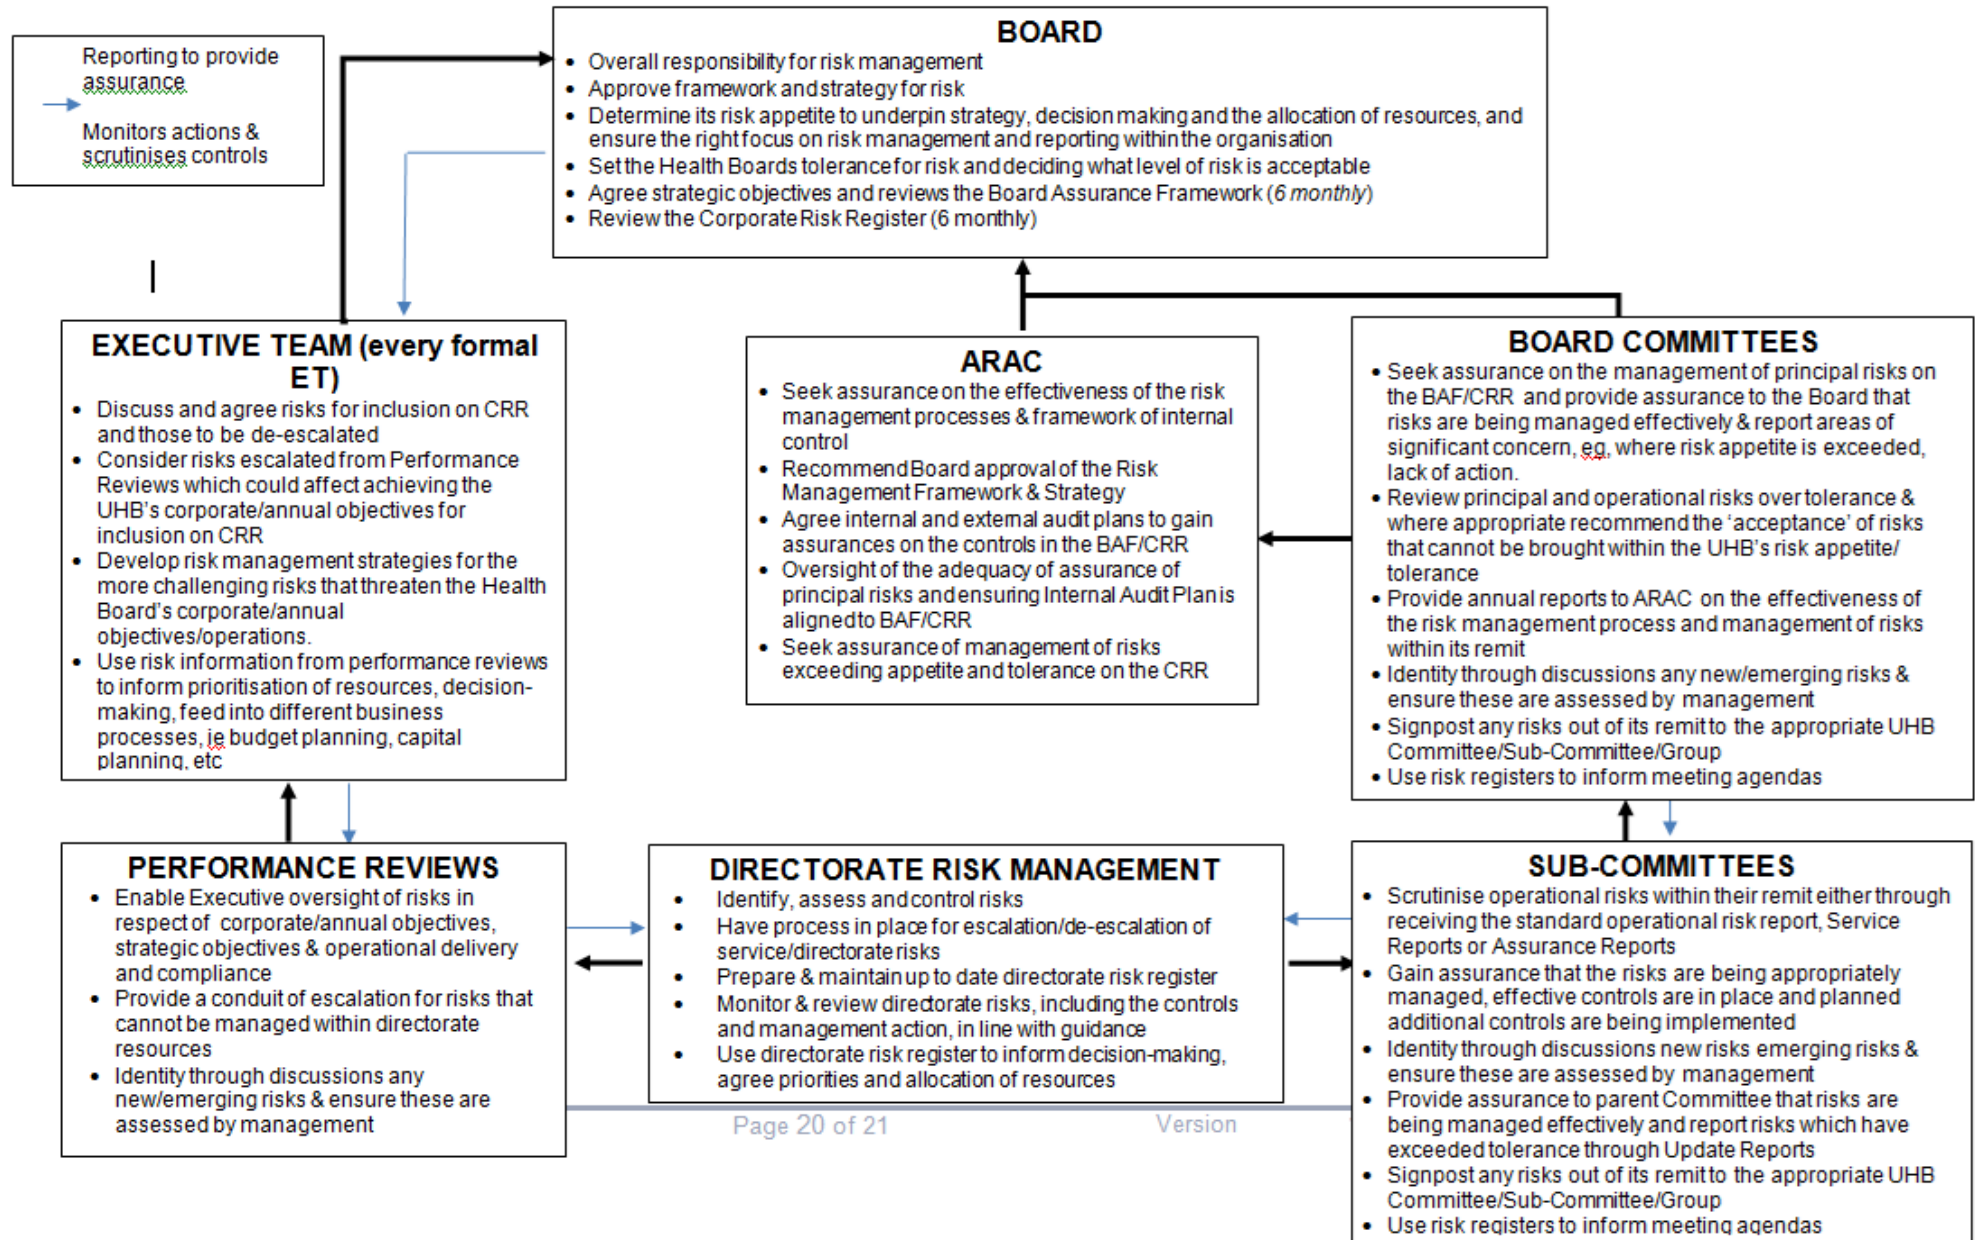 Reporting to provide
assurance
Monitors actions &
scrutinises controls
BOARD
• Overall responsibility for risk management
• Approve framework and strategy for risk
• Determine its risk appetite to underpin strategy, decision making and the allocation of resources, and
ensure the right focus on risk management and reporting within the organisation
• Set the Health Boards tolerance for risk and deciding what level of risk is acceptable
• Agree strategic objectives and reviews the Board Assurance Framework (6 monthly)
• Review the Corporate Risk Register (6 monthly)
EXECUTIVE TEAM (every formal
ET)
• Discuss and agree risks for inclusion on CRR
and those to be de-escalated
• Consider risks escalated from Performance
Reviews which could affect achieving the
UHB's corporate/annual objectives for
inclusion on CRR
• Develop risk management strategies for the
more challenging risks that threaten the Health
Board's corporate/annual
objectives/operations.
• Use risk information from performance reviews
to inform prioritisation of resources, decision-
making, feed into different business
processes, ie budget planning, capital
planning, etc
ARAC
• Seek assurance on the effectiveness of the risk
management processes & framework of internal
control
• Recommend Board approval of the Risk
Management Framework & Strategy
• Agree internal and external audit plans to gain
assurances on the controls in the BAF/CRR
• Oversight of the adequacy of assurance of
principal risks and ensuring Internal Audit Plan is
aligned to BAF/CRR
• Seek assurance of management of risks
exceeding appetite and tolerance on the CRR
BOARD COMMITTEES
• Seek assurance on the management of principal risks on
the BAF/CRR and provide assurance to the Board that
risks are being managed effectively & report areas of
significant concern, eg, where risk appetite is exceeded,
lack of action.
• Review principal and operational risks over tolerance &
where appropriate recommend the 'acceptance' of risks
that cannot be brought within the UHB's risk appetite/
tolerance
• Provide annual reports to ARAC on the effectiveness of
the risk management process and management of risks
within its remit
• Identity through discussions any new/emerging risks &
ensure these are assessed by management
• Signpost any risks out of its remit to the appropriate UHB
Committee/Sub-Committee/Group
• Use risk registers to inform meeting agendas
PERFORMANCE REVIEWS
• Enable Executive oversight of risks in
respect of corporate/annual objectives,
strategic objectives & operational delivery
and compliance
• Provide a conduit of escalation for risks that
cannot be managed within directorate
resources
• Identity through discussions any
new/emerging risks & ensure these are
assessed by management
DIRECTORATE RISK MANAGEMENT
• Identify, assess and control risks
• Have process in place for escalation/de-escalation of
service/directorate risks
• Prepare & maintain up to date directorate risk register
• Monitor & review directorate risks, including the controls
and management action, in line with guidance
• Use directorate risk register to inform decision-making,
agree priorities and allocation of resources
SUB-COMMITTEES
• Scrutinise operational risks within their remit either through
receiving the standard operational risk report, Service
Reports or Assurance Reports
• Gain assurance that the risks are being appropriately
managed, effective controls are in place and planned
additional controls are being implemented
• Identity through discussions new risks emerging risks &
ensure these are assessed by management
• Provide assurance to parent Committee that risks are
being managed effectively and report risks which have
exceeded tolerance through Update Reports
• Signpost any risks out of its remit to the appropriate UHB
Committee/Sub-Committee/Group
• Use risk registers to inform meeting agendas
Page 20 of 21 Version